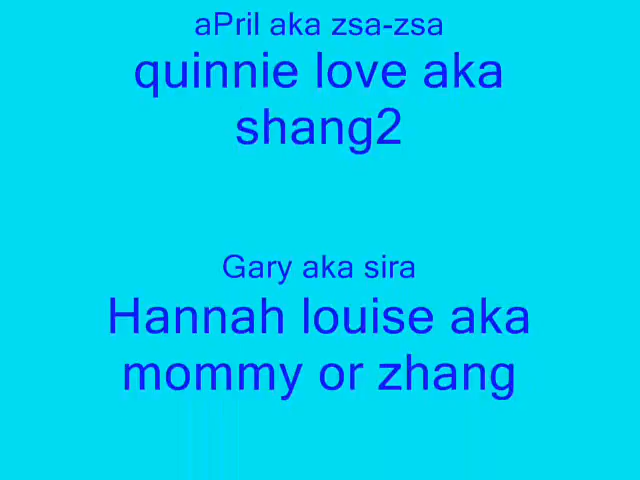 aPril aka zsa-zsa
quinnie love aka
shang2
Gary aka sira
Hannah louise aka
mommy or zhang